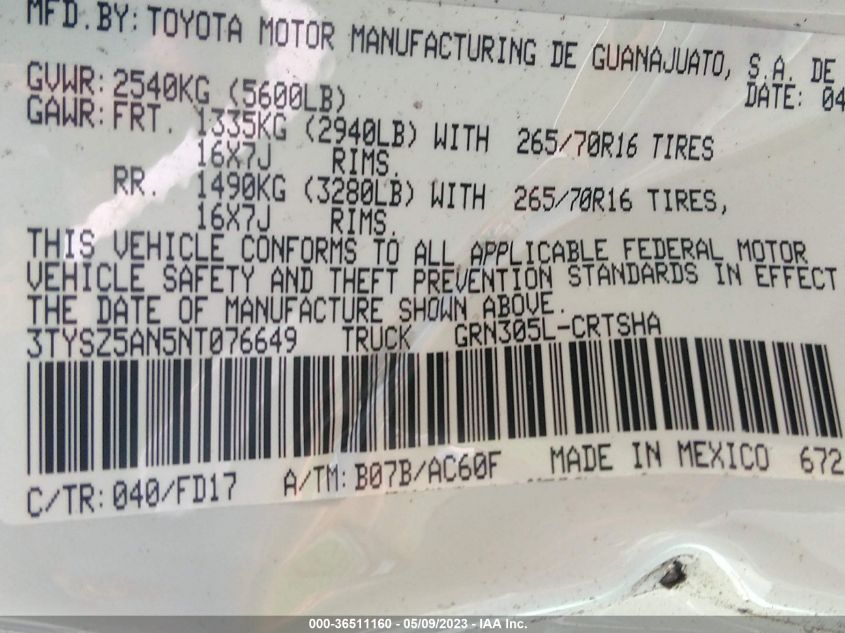 MFD.BY: TOYOTA MOTOR MANUFACTURING DE GUANAJUATO, S.A. DE
GVWR: 2540KG (5600LB) DATE: 04
GAWR: FRT. 1335KG (2940LB) WITH 265/70R16 TIRES
16X7J RIMS.
RR. 1490KG (3280LB) WITH 265/70R16 TIRES,
16X7J RIMS.
THIS VEHICLE CONFORMS TO ALL APPLICABLE FEDERAL MOTOR
VEHICLE SAFETY AND THEFT PREVENTION STANDARDS IN EFFECT
THE DATE OF MANUFACTURE SHOWN ABOVE.
3TYSZ5AN5NT076649 TRUCK GRN305L-CRTSHA
C/TR: 040/FD17 A/TM: B07B/AC60F MADE IN MEXICO 672
000-36511160 - 05/09/2023 - IAA Inc.